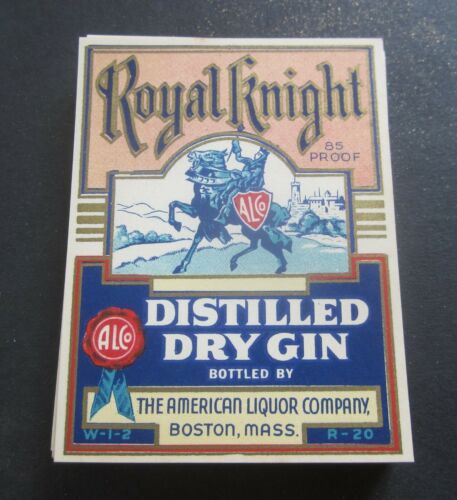 Royal Knight
85
PROOF
ALCO
DISTILLED
DRY GIN
ALCO
BOTTLED BY
THE AMERICAN LIQUOR COMPANY,
BOSTON, MASS.
W-1-2
R-20